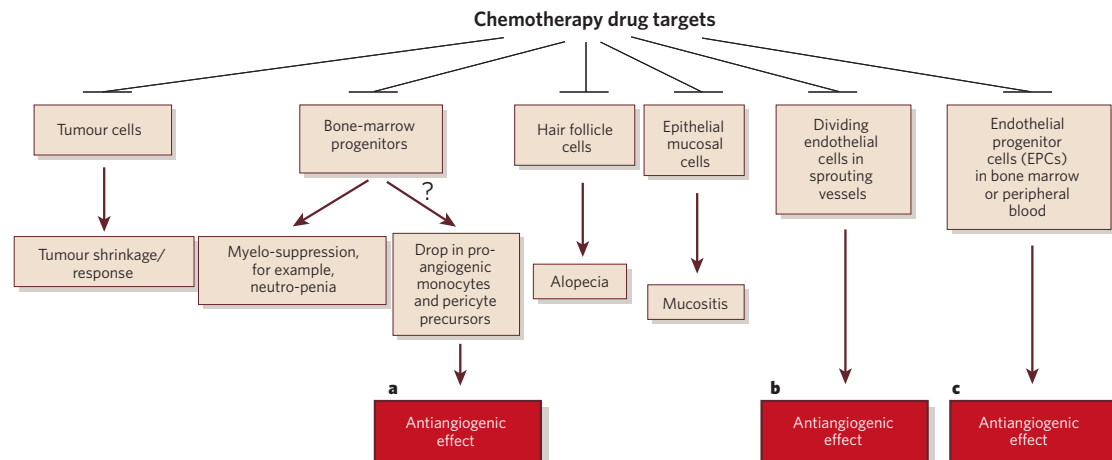 Chemotherapy drug targets
Tumour cells
Bone-marrow
progenitors
Hair follicle
cells
Epithelial
mucosal
cells
Dividing
endothelial
cells in
sprouting
vessels
Endothelial
progenitor
cells (EPCs)
in bone marrow
or peripheral
blood
?
Tumour shrinkage/
response
Myelo-suppression,
for example,
neutro-penia
Drop in pro-
angiogenic
monocytes
and pericyte
precursors
Alopecia
Mucositis
a
Antiangiogenic
effect
b
Antiangiogenic
effect
c
Antiangiogenic
effect